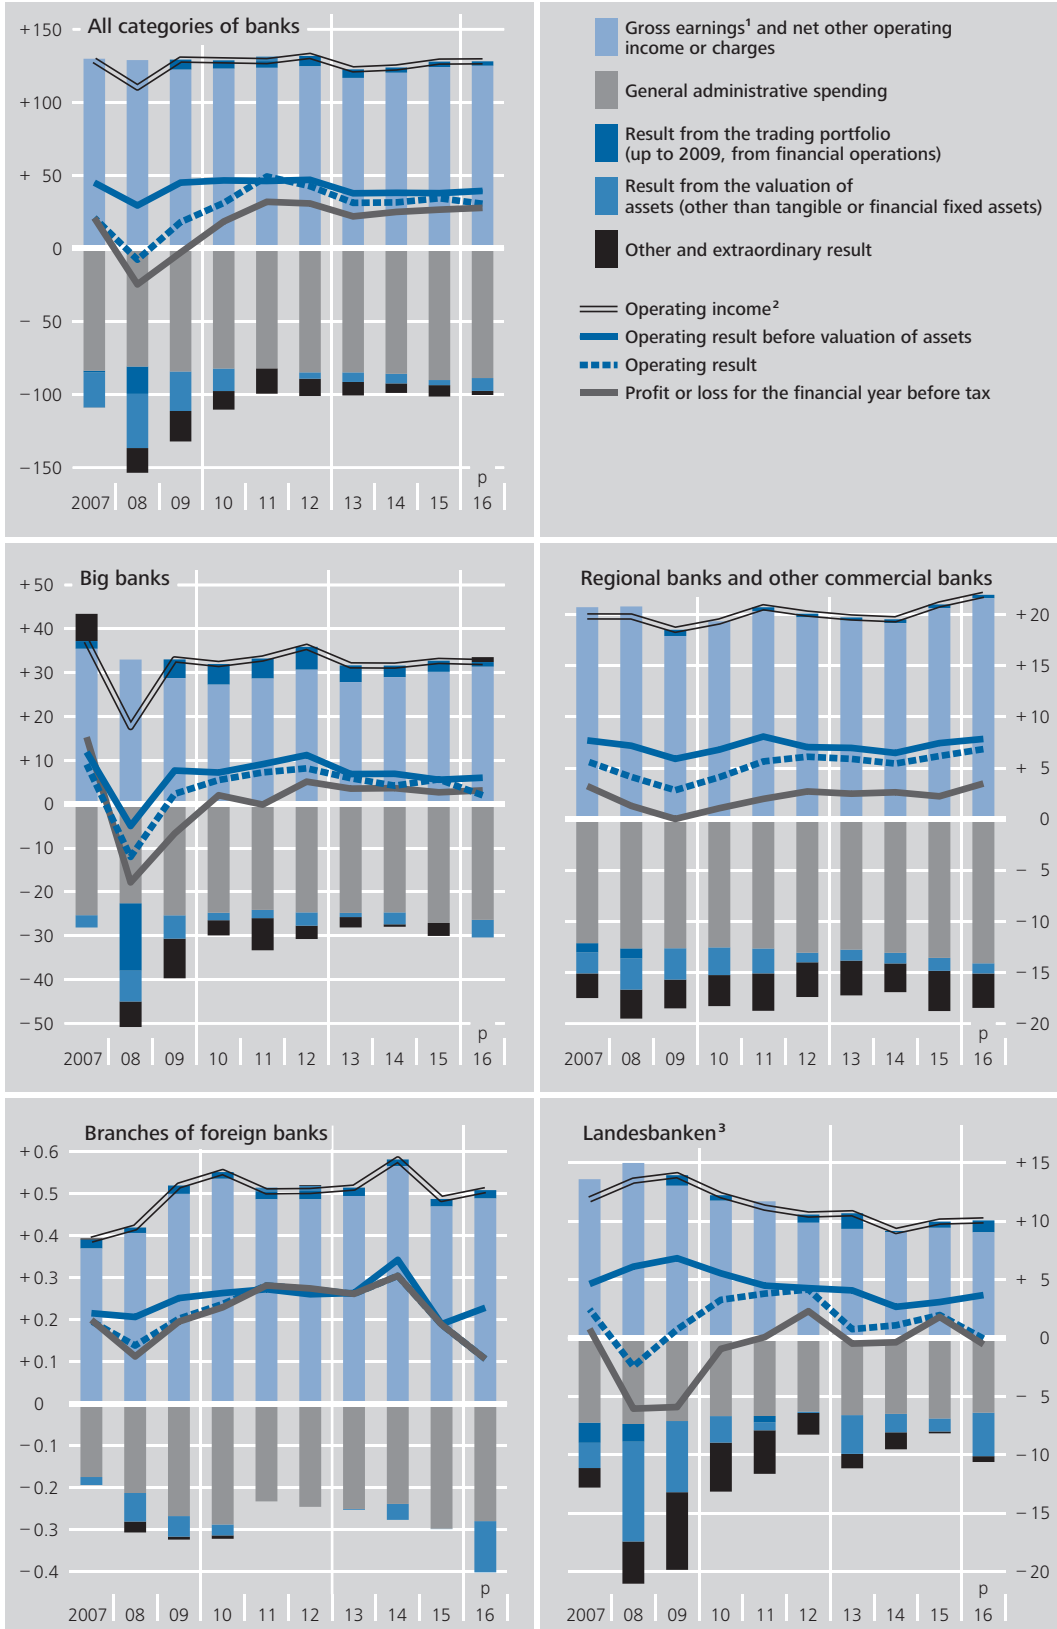 All categories of banks
+150
+100
+ 50
0
− 50
−100
−150
p
2007 08 09 10 11 12 13 14 15 16
Gross earnings¹ and net other operating
income or charges
General administrative spending
Result from the trading portfolio
(up to 2009, from financial operations)
Result from the valuation of
assets (other than tangible or financial fixed assets)
Other and extraordinary result
Operating income²
Operating result before valuation of assets
Operating result
Profit or loss for the financial year before tax
Big banks
+50
+40
+30
+20
+10
0
−10
−20
−30
−40
−50
p
2007 08 09 10 11 12 13 14 15 16
Regional banks and other commercial banks
+20
+15
+10
+ 5
0
− 5
−10
−15
−20
p
2007 08 09 10 11 12 13 14 15 16
Branches of foreign banks
+0.6
+0.5
+0.4
+0.3
+0.2
+0.1
0
−0.1
−0.2
−0.3
−0.4
p
2007 08 09 10 11 12 13 14 15 16
Landesbanken³
+15
+10
+ 5
0
− 5
−10
−15
−20
p
2007 08 09 10 11 12 13 14 15 16